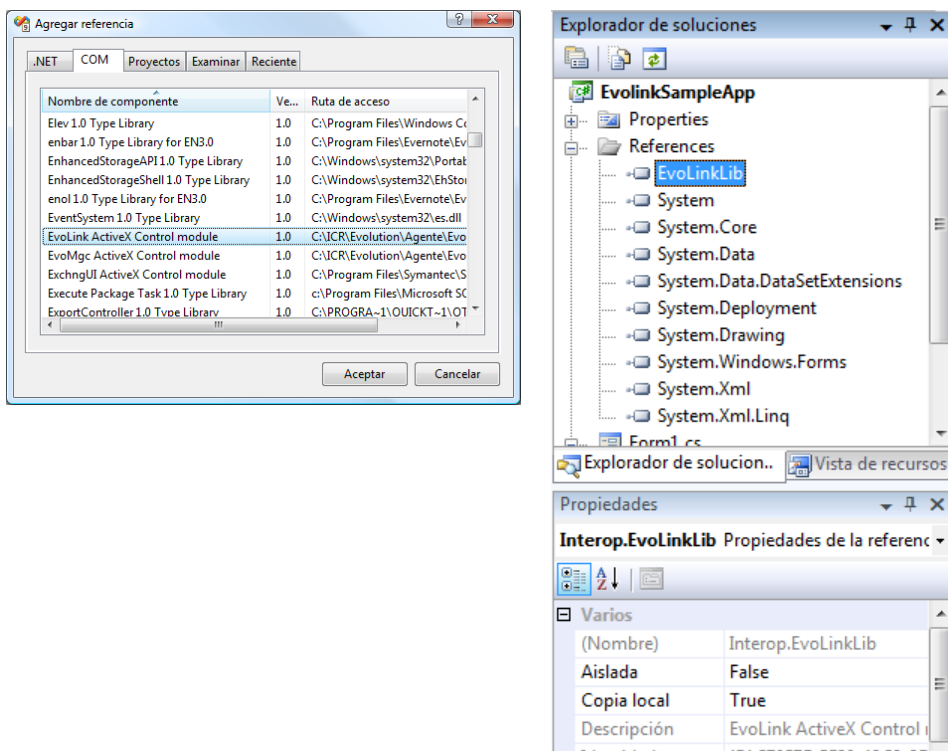 Agregar referencia
.NET COM Proyectos Examinar Reciente
Nombre de componente Ve... Ruta de acceso
Elev 1.0 Type Library 1.0 C:\Program Files\Windows Co
enbar 1.0 Type Library for EN3.0 1.0 C:\Program Files\Evernote\Ev
EnhancedStorageAPI 1.0 Type Library 1.0 C:\Windows\system32\Portab
EnhancedStorageShell 1.0 Type Library 1.0 C:\Windows\system32\EhStor
enol 1.0 Type Library for EN3.0 1.0 C:\Program Files\Evernote\Ev
EventSystem 1.0 Type Library 1.0 C:\Windows\system32\es.dll
EvoLink ActiveX Control module 1.0 C:\ICR\Evolution\Agente\Evo
EvoMgc ActiveX Control module 1.0 C:\ICR\Evolution\Agente\Evo
ExchngUI ActiveX Control module 1.0 C:\Program Files\Symantec\S
Execute Package Task 1.0 Type Library 1.0 c:\Program Files\Microsoft SQ
ExportController 1.0 Type Library 1.0 C:\PROGRA~1\QUICKT~1\QT
Aceptar Cancelar
Explorador de soluciones
EvolinkSampleApp
Properties
References
EvoLinkLib
System
System.Core
System.Data
System.Data.DataSetExtensions
System.Deployment
System.Drawing
System.Windows.Forms
System.Xml
System.Xml.Linq
Form1.cs
Explorador de solucion.. Vista de recursos
Propiedades
Interop.EvoLinkLib Propiedades de la referenc
Varios
(Nombre) Interop.EvoLinkLib
Aislada False
Copia local True
Descripción EvoLink ActiveX Control